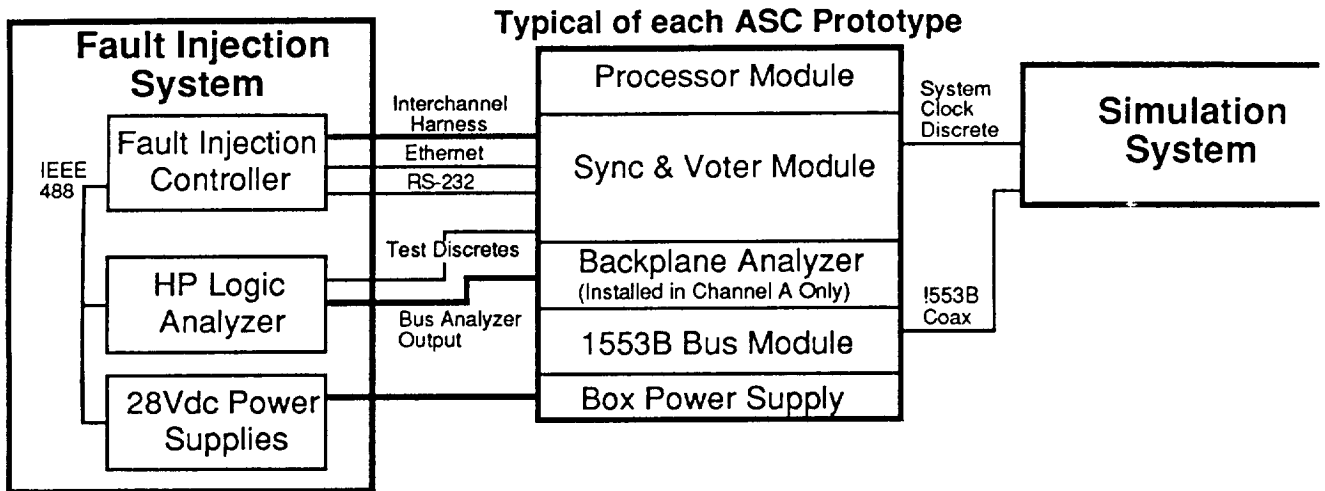 Typical of each ASC Prototype
Fault Injection
System
Fault Injection
Controller
IEEE
488
HP Logic
Analyzer
28Vdc Power
Supplies
Interchannel
Harness
Ethernet
RS-232
Test Discretes
Bus Analyzer
Output
Processor Module
Sync & Voter Module
Backplane Analyzer
(Installed in Channel A Only)
1553B Bus Module
Box Power Supply
System
Clock
Discrete
!553B
Coax
Simulation
System